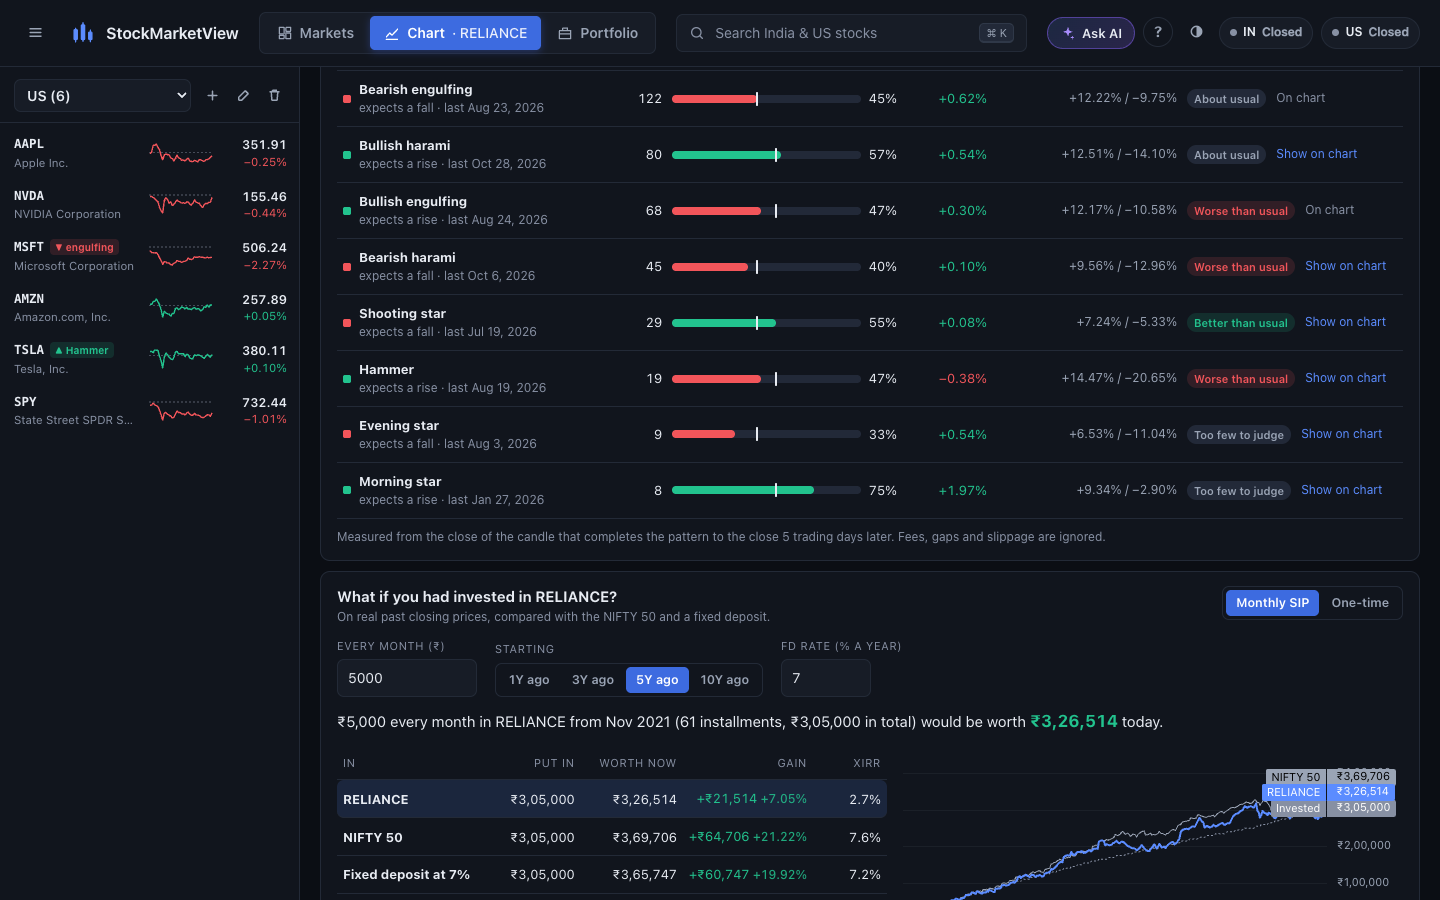 StockMarketView
Markets
Chart · RELIANCE
Portfolio
Search India & US stocks
⌘ K
Ask AI
?
IN Closed
US Closed
US (6)
AAPL 351.91
Apple Inc. −0.25%
NVDA 155.46
NVIDIA Corporation −0.44%
MSFT ▼ engulfing 506.24
Microsoft Corporation −2.27%
AMZN 257.89
Amazon.com, Inc. +0.05%
TSLA ▲ Hammer 380.11
Tesla, Inc. +0.10%
SPY 732.44
State Street SPDR S... −1.01%
Bearish engulfing
expects a fall · last Aug 23, 2026
122 45% +0.62% +12.22% / −9.75% About usual On chart
Bullish harami
expects a rise · last Oct 28, 2026
80 57% +0.54% +12.51% / −14.10% About usual Show on chart
Bullish engulfing
expects a rise · last Aug 24, 2026
68 47% +0.30% +12.17% / −10.58% Worse than usual On chart
Bearish harami
expects a fall · last Oct 6, 2026
45 40% +0.10% +9.56% / −12.96% Worse than usual Show on chart
Shooting star
expects a fall · last Jul 19, 2026
29 55% +0.08% +7.24% / −5.33% Better than usual Show on chart
Hammer
expects a rise · last Aug 19, 2026
19 47% −0.38% +14.47% / −20.65% Worse than usual Show on chart
Evening star
expects a fall · last Aug 3, 2026
9 33% +0.54% +6.53% / −11.04% Too few to judge Show on chart
Morning star
expects a rise · last Jan 27, 2026
8 75% +1.97% +9.34% / −2.90% Too few to judge Show on chart
Measured from the close of the candle that completes the pattern to the close 5 trading days later. Fees, gaps and slippage are ignored.
What if you had invested in RELIANCE?
On real past closing prices, compared with the NIFTY 50 and a fixed deposit.
Monthly SIP One-time
EVERY MONTH (₹) STARTING FD RATE (% A YEAR)
5000 1Y ago 3Y ago 5Y ago 10Y ago 7
₹5,000 every month in RELIANCE from Nov 2021 (61 installments, ₹3,05,000 in total) would be worth ₹3,26,514 today.
IN PUT IN WORTH NOW GAIN XIRR
RELIANCE ₹3,05,000 ₹3,26,514 +₹21,514 +7.05% 2.7%
NIFTY 50 ₹3,05,000 ₹3,69,706 +₹64,706 +21.22% 7.6%
Fixed deposit at 7% ₹3,05,000 ₹3,65,747 +₹60,747 +19.92% 7.2%
NIFTY 50 ₹3,69,706
RELIANCE ₹3,26,514
Invested ₹3,05,000
₹2,00,000
₹1,00,000